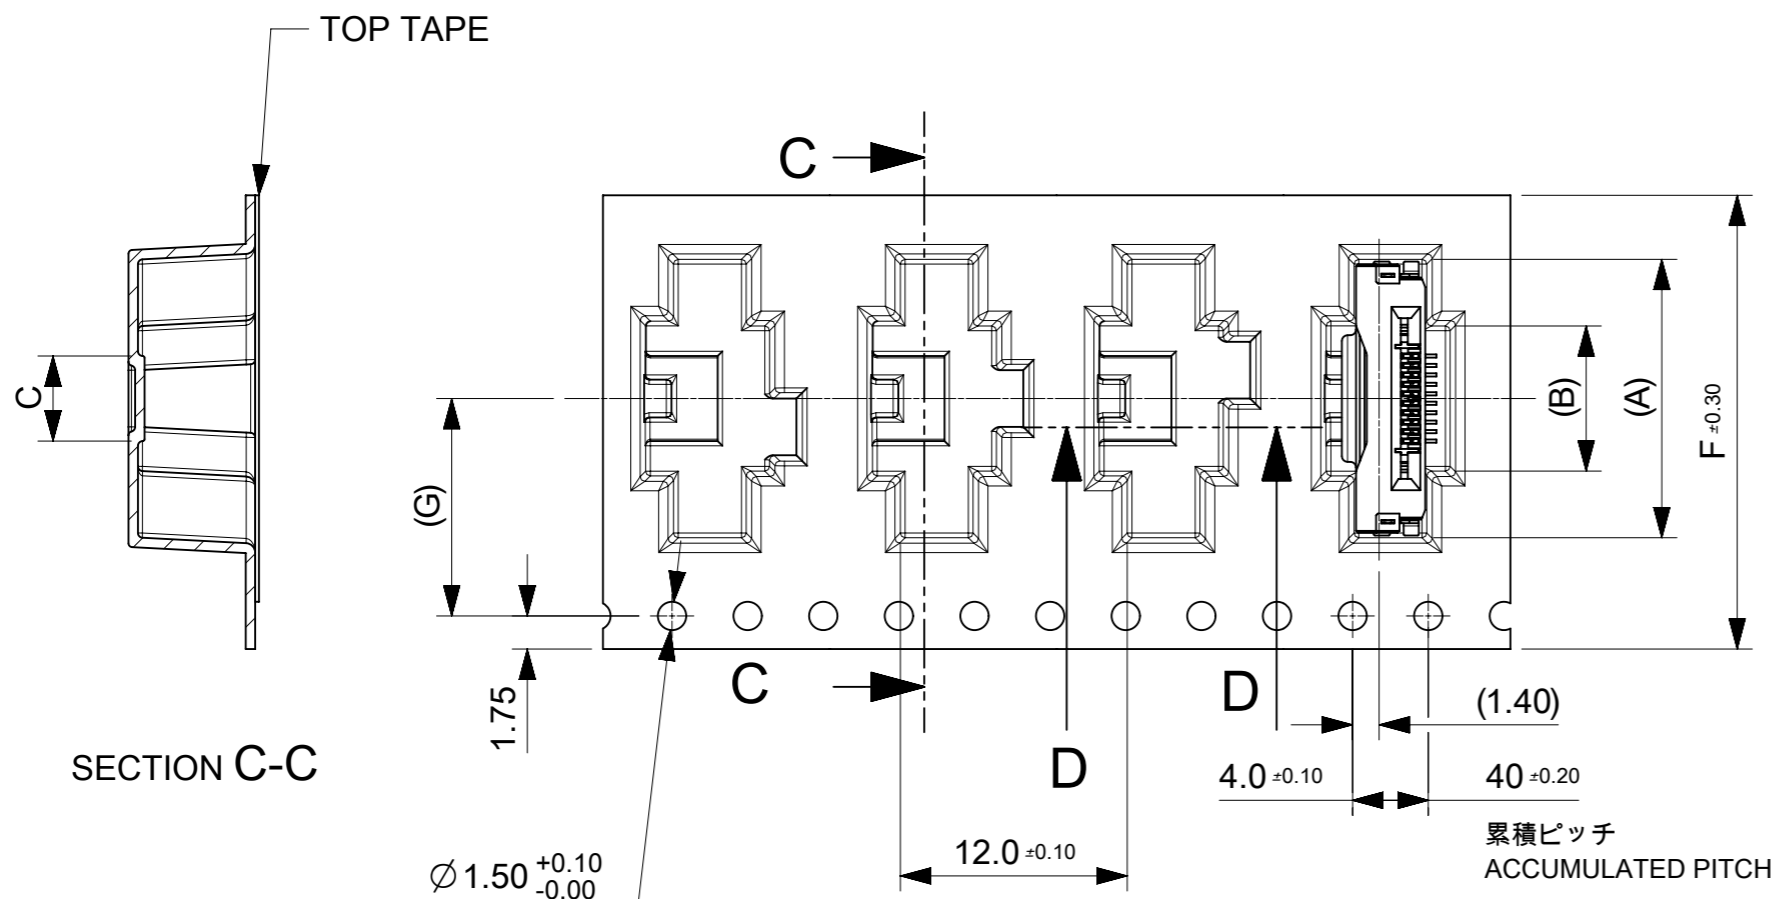 TOP TAPE
C
C
(G)
(B)
(A)
F ±0.30
1.75
C
D
D
(1.40)
SECTION C-C
4.0 ±0.10
40 ±0.20
12.0 ±0.10
累積ピッチ
ACCUMULATED PITCH
∅1.50 +0.10
-0.00